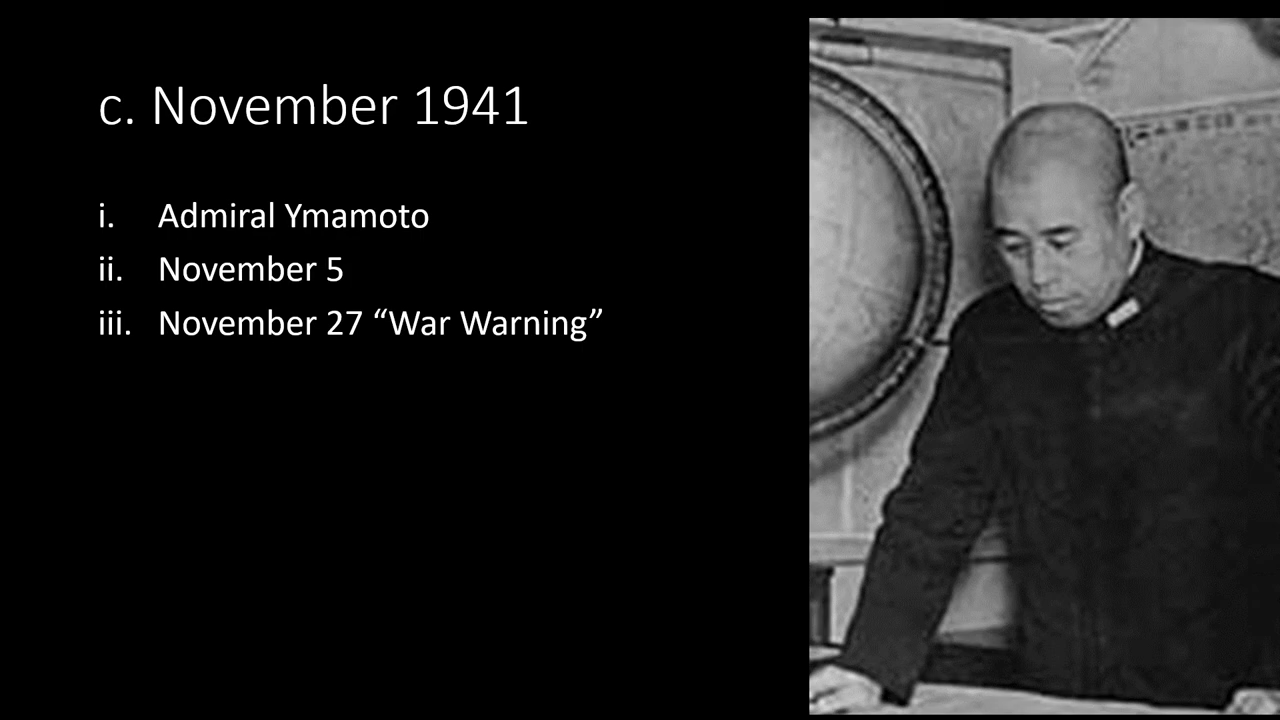 c. November 1941
i. Admiral Ymamoto
ii. November 5
iii. November 27 “War Warning”